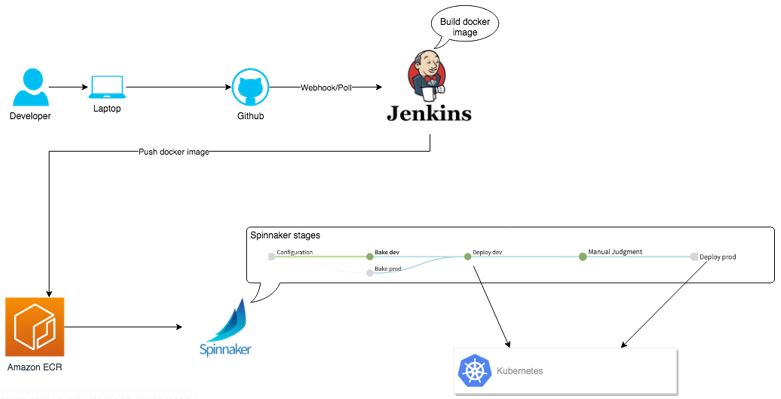 Build docker
image
Developer
Laptop
Github
Webhook/Poll
Jenkins
Push docker image
Spinnaker stages
Configuration
Bake dev
Bake prod
Deploy dev
Manual Judgment
Deploy prod
Amazon ECR
Spinnaker
Kubernetes